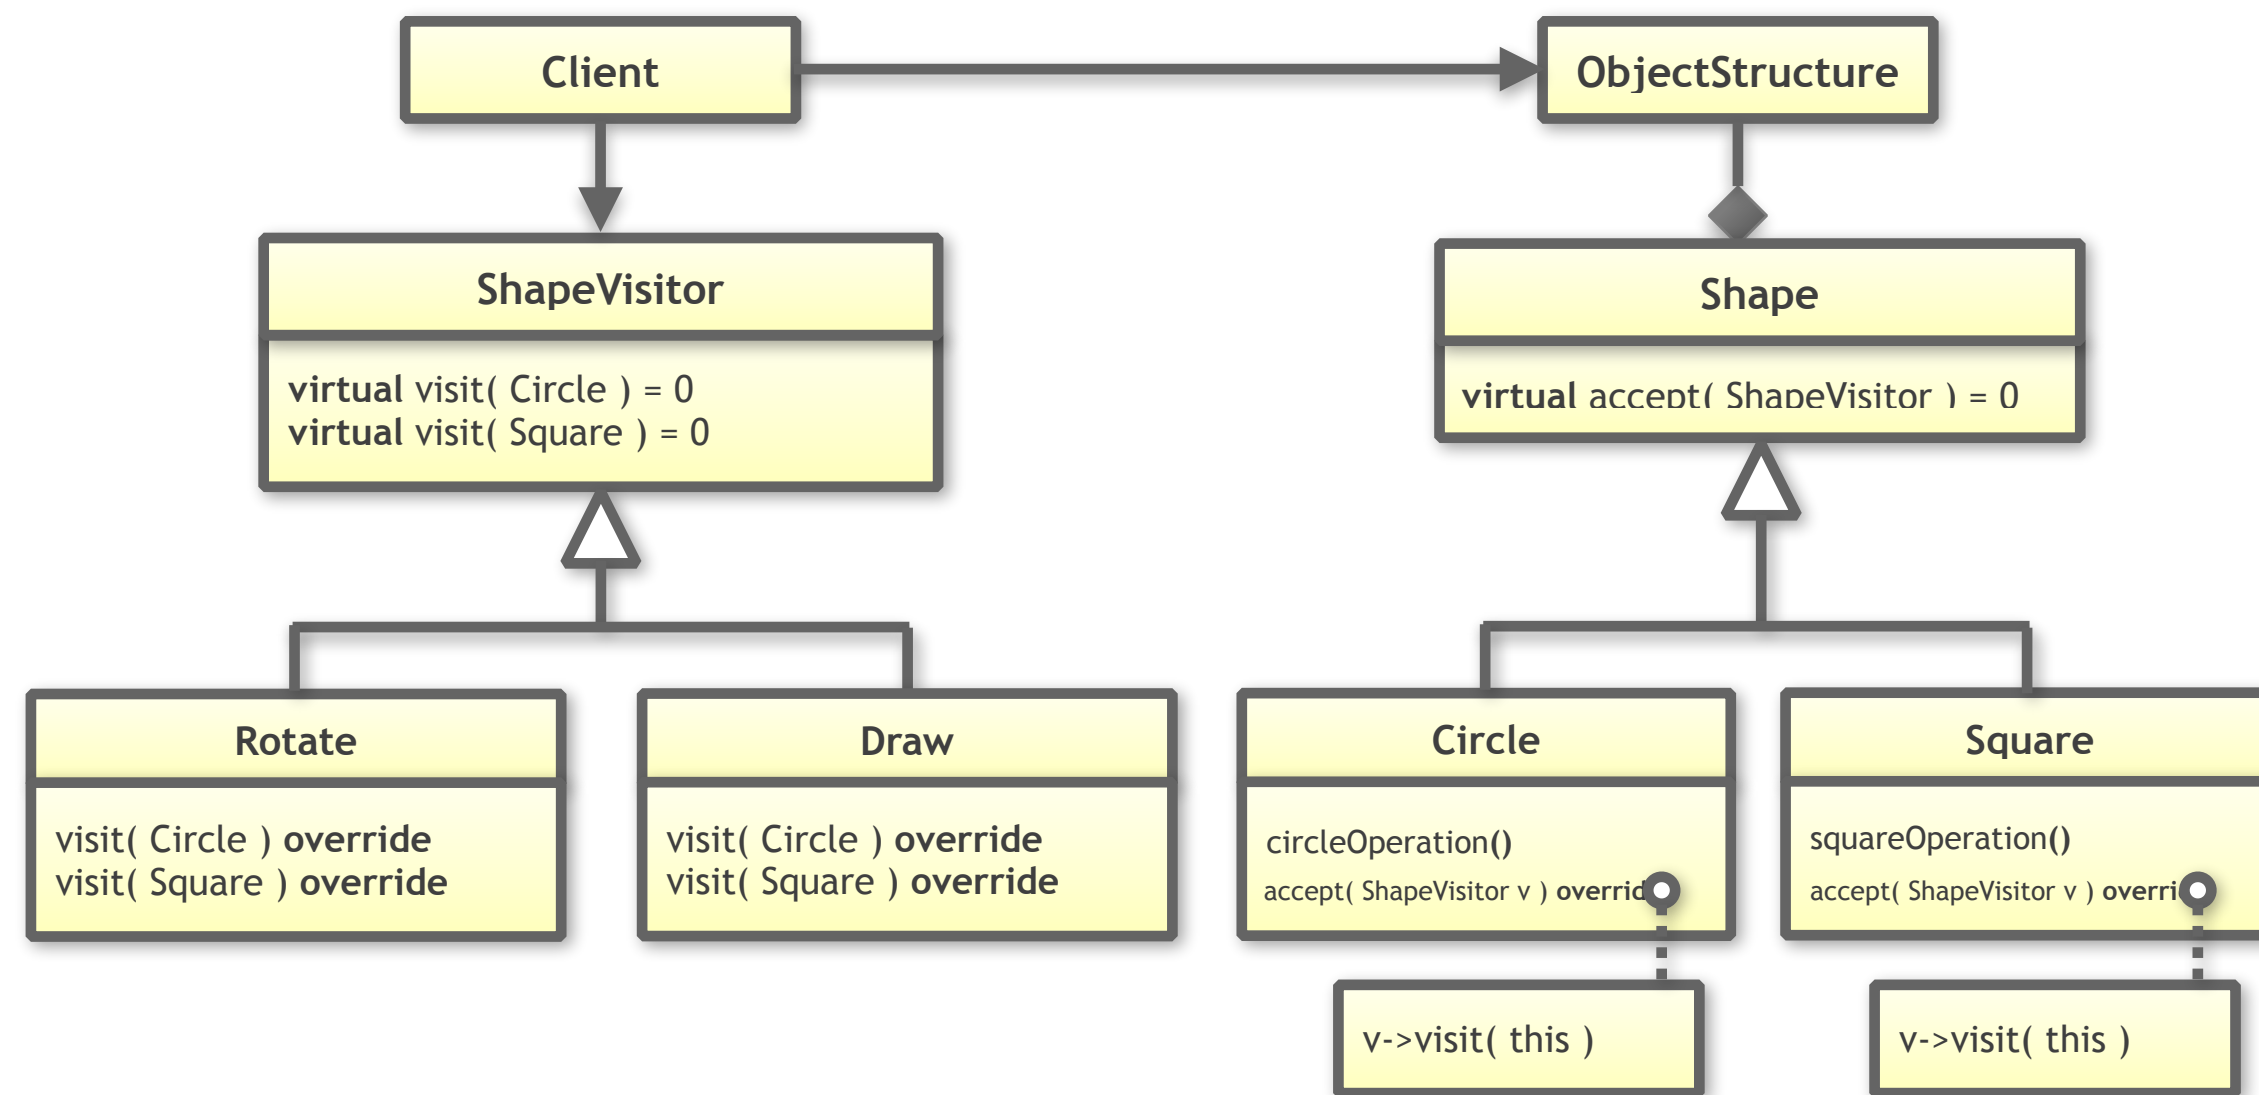 Client
ObjectStructure
ShapeVisitor
virtual visit( Circle ) = 0
virtual visit( Square ) = 0
Shape
virtual accept( ShapeVisitor ) = 0
Rotate
visit( Circle ) override
visit( Square ) override
Draw
visit( Circle ) override
visit( Square ) override
Circle
circleOperation()
accept( ShapeVisitor v ) overrid
v->visit( this )
Square
squareOperation()
accept( ShapeVisitor v ) overri
v->visit( this )